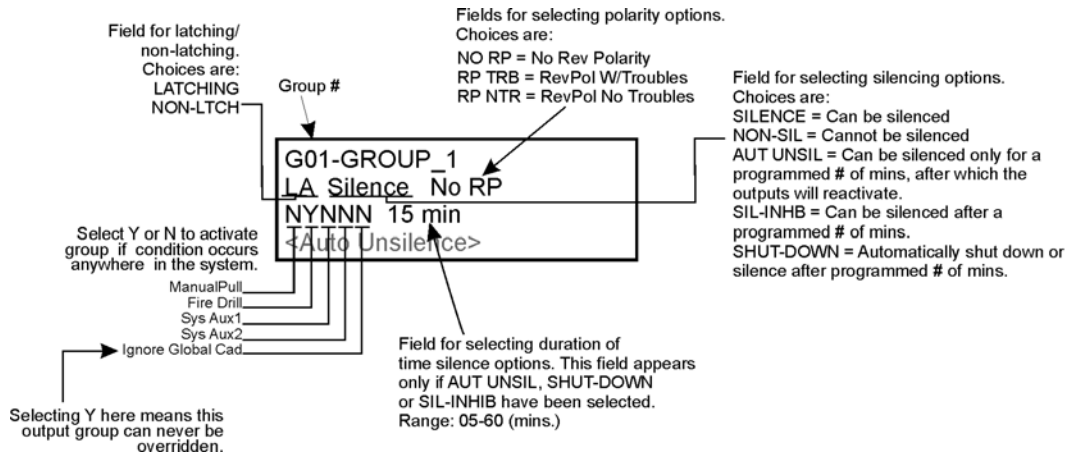 Field for latching/
non-latching.
Choices are:
LATCHING
NON-LTCH
Group #
Fields for selecting polarity options.
Choices are:
NO RP = No Rev Polarity
RP TRB = RevPol W/Troubles
RP NTR = RevPol No Troubles
Field for selecting silencing options.
Choices are:
SILENCE = Can be silenced
NON-SIL = Cannot be silenced
AUT UNSIL = Can be silenced only for a
programmed # of mins, after which the
outputs will reactivate.
SIL-INHB = Can be silenced after a
programmed # of mins.
SHUT-DOWN = Automatically shut down or
silence after programmed # of mins.
G01-GROUP_1
LA Silence No RP
NYNNN 15 min
<Auto Unsilence>
Select Y or N to activate
group if condition occurs
anywhere in the system.
ManualPull
Fire Drill
Sys Aux1
Sys Aux2
Ignore Global Cad
Selecting Y here means this
output group can never be
overridden.
Field for selecting duration of
time silence options. This field appears
only if AUT UNSIL, SHUT-DOWN
or SIL-INHIB have been selected.
Range: 05-60 (mins.)